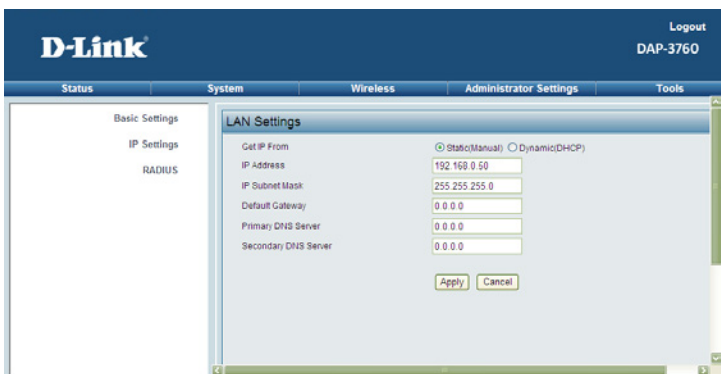 Logout
D-Link
DAP-3760
Status System Wireless Administrator Settings Tools
Basic Settings
IP Settings
RADIUS
LAN Settings
Get IP From Static(Manual) Dynamic(DHCP)
IP Address 192.168.0.50
IP Subnet Mask 255.255.255.0
Default Gateway 0.0.0.0
Primary DNS Server 0.0.0.0
Secondary DNS Server 0.0.0.0
Apply Cancel